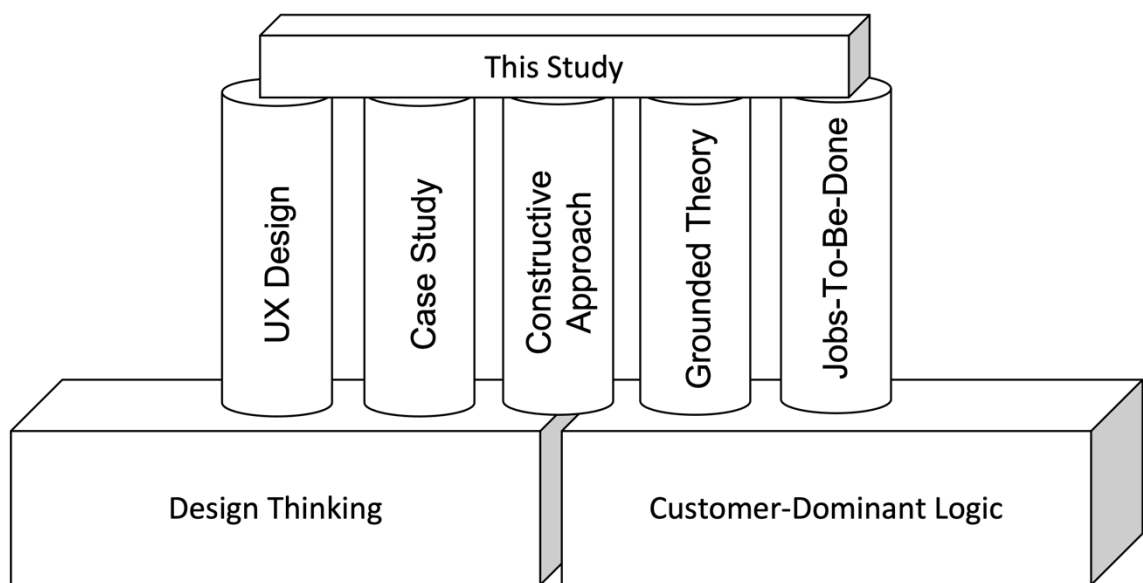 This Study
UX Design
Case Study
Constructive
Approach
Grounded Theory
Jobs-To-Be-Done
Design Thinking
Customer-Dominant Logic